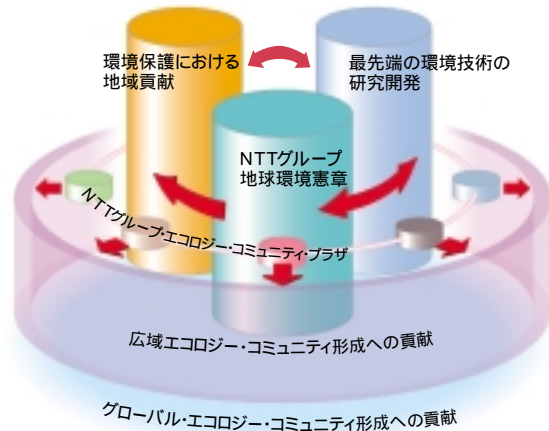 環境保護における
地域貢献
最先端の環境技術の
研究開発
NTTグループ
地球環境憲章
NTTグループ・エコロジー・コミュニティ・プラザ
広域エコロジー・コミュニティ形成への貢献
グローバル・エコロジー・コミュニティ形成への貢献